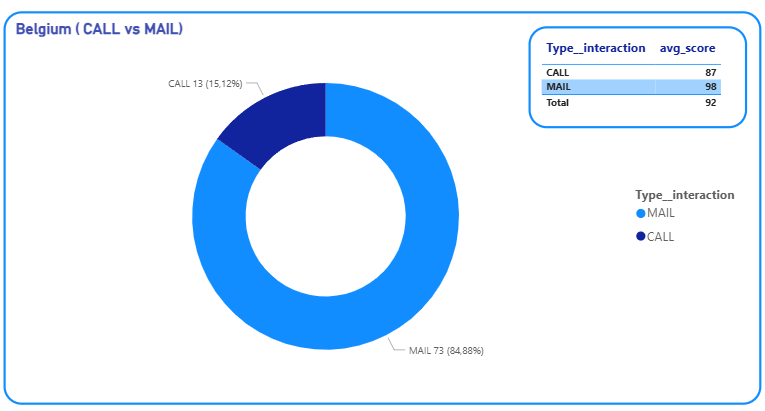 Belgium ( CALL vs MAIL)
Type__interaction avg_score
CALL 87
MAIL 98
Total 92
CALL 13 (15,12%)
Type__interaction
MAIL
CALL
MAIL 73 (84,88%)